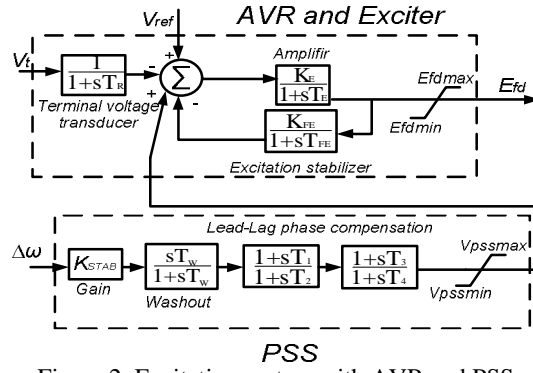 AVR and Exciter
Vref
Vt
1
1+sTR
Terminal voltage
transducer
+
-
+
-
Σ
Amplifir
KE
1+sTE
KFE
1+sTFE
Excitation stabilizer
Efdmax
Efdmin
Efd
Lead-Lag phase compensation
Δω
KSTAB
Gain
sTW
1+sTW
Washout
1+sT1
1+sT2
1+sT3
1+sT4
Vpssmax
Vpssmin
PSS
Figure 2. Excitation system with AVR and PSS